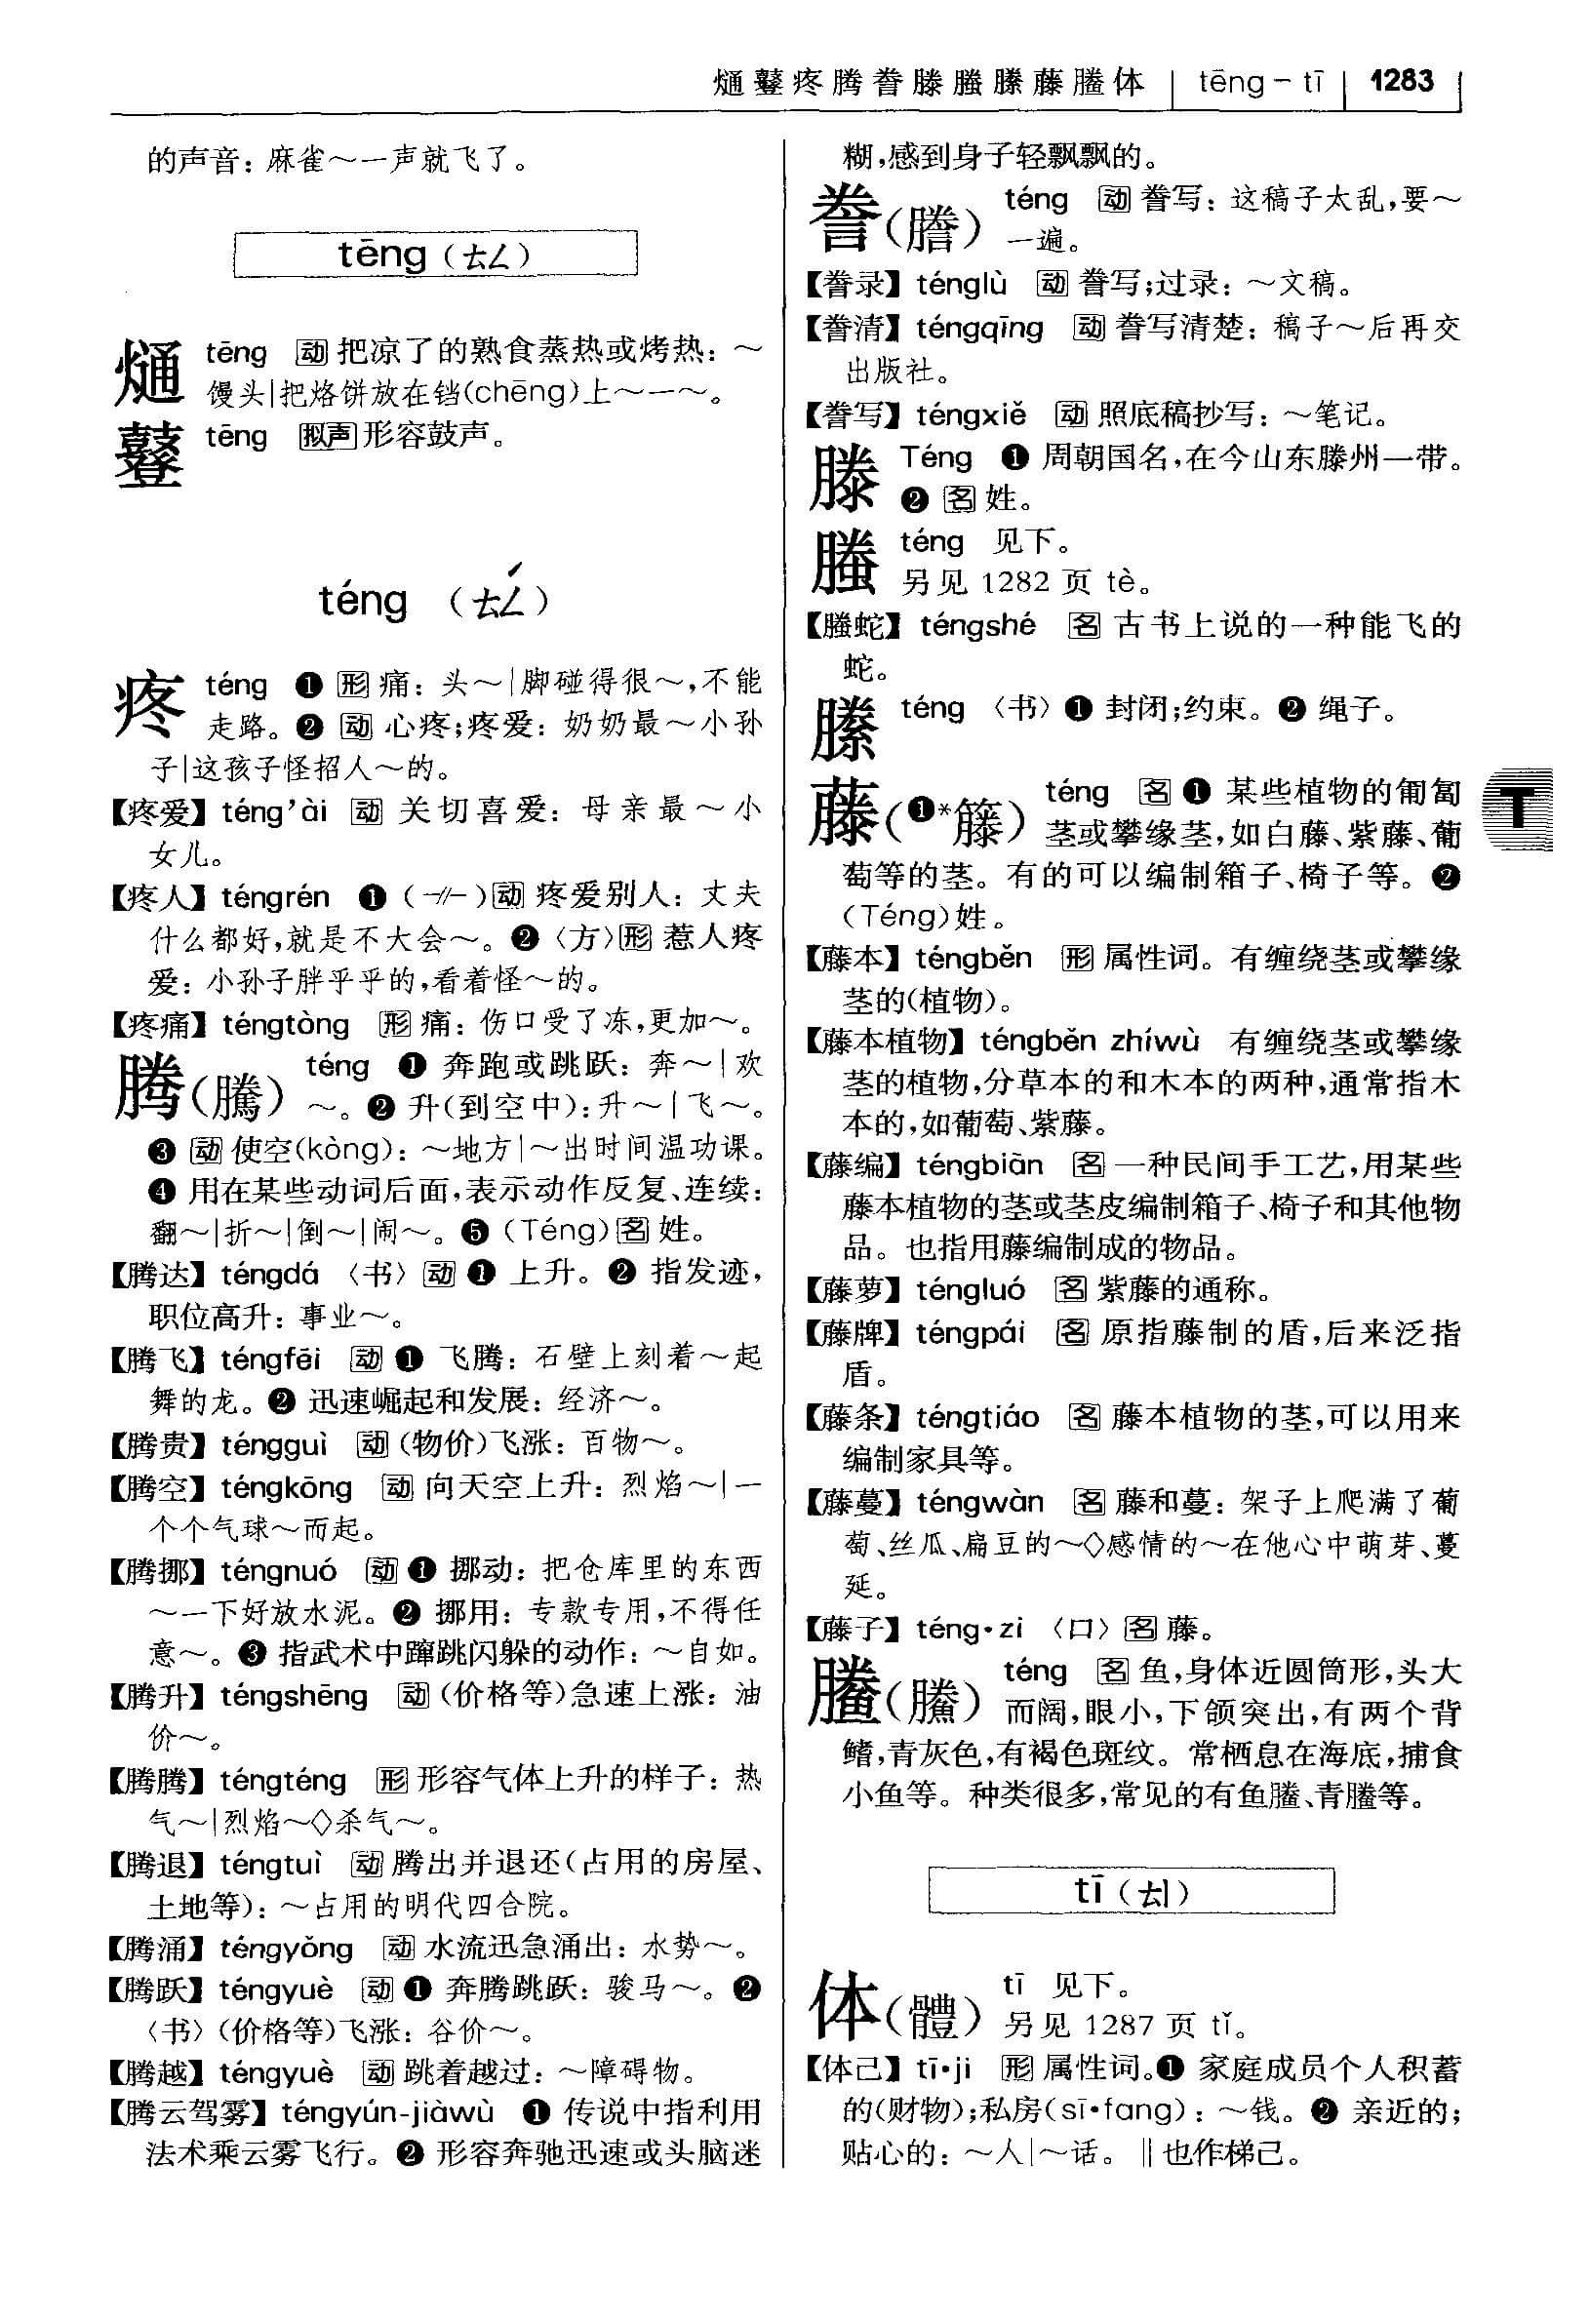 熥鼟疼腾誊滕螣縢藤䲢体 | tēng – tī | 1283
的声音：麻雀～一声就飞了。
tēng（ㄊㄥ）
熥 tēng 动 把凉了的熟食蒸热或烤热：～
馒头|把烙饼放在铛(chēng)上～一～。
鼟 tēng 拟声 形容鼓声。
téng （ㄊㄥˊ）
疼 téng ❶ 形 痛：头～|脚碰得很～，不能
走路。❷ 动 心疼；疼爱：奶奶最～小孙
子|这孩子怪招人～的。
【疼爱】téng’ài 动 关切喜爱：母亲最～小
女儿。
【疼人】téngrén ❶（-//-）动 疼爱别人：丈夫
什么都好，就是不大会～。❷〈方〉形 惹人疼
爱：小孙子胖乎乎的，看着怪～的。
【疼痛】téngtòng 形 痛：伤口受了冻，更加～。
腾（騰） téng ❶ 奔跑或跳跃：奔～|欢
～。❷ 升(到空中)：升～|飞～。
❸ 动 使空(kòng)：～地方|～出时间温功课。
❹ 用在某些动词后面，表示动作反复、连续：
翻～|折～|倒～|闹～。❺（Téng）名 姓。
【腾达】téngdá 〈书〉动 ❶ 上升。❷ 指发迹，
职位高升：事业～。
【腾飞】téngfēi 动 ❶ 飞腾：石壁上刻着～起
舞的龙。❷ 迅速崛起和发展：经济～。
【腾贵】téngguì 动（物价）飞涨：百物～。
【腾空】téngkōng 动 向天空上升：烈焰～|一
个个气球～而起。
【腾挪】téngnuó 动 ❶ 挪动：把仓库里的东西
～一下好放水泥。❷ 挪用：专款专用，不得任
意～。❸ 指武术中蹿跳闪躲的动作：～自如。
【腾升】téngshēng 动（价格等）急速上涨：油
价～。
【腾腾】téngténg 形 形容气体上升的样子：热
气～|烈焰～◇杀气～。
【腾退】téngtuì 动 腾出并退还（占用的房屋、
土地等）：～占用的明代四合院。
【腾涌】téngyǒng 动 水流迅急涌出：水势～。
【腾跃】téngyuè 动 ❶ 奔腾跳跃：骏马～。❷
〈书〉（价格等）飞涨：谷价～。
【腾越】téngyuè 动 跳着越过：～障碍物。
【腾云驾雾】téngyún-jiàwù ❶ 传说中指利用
法术乘云雾飞行。❷ 形容奔驰迅速或头脑迷
糊，感到身子轻飘飘的。
誊（謄） téng 动 誊写：这稿子太乱，要～
一遍。
【誊录】ténglù 动 誊写；过录：～文稿。
【誊清】téngqīng 动 誊写清楚：稿子～后再交
出版社。
【誊写】téngxiě 动 照底稿抄写：～笔记。
滕 Téng ❶ 周朝国名，在今山东滕州一带。
❷ 名 姓。
螣 téng 见下。
另见 1282 页 tè。
【螣蛇】téngshé 名 古书上说的一种能飞的
蛇。
縢 téng 〈书〉❶ 封闭；约束。❷ 绳子。
藤（❶*籐） téng 名 ❶ 某些植物的匍匐
茎或攀缘茎，如白藤、紫藤、葡
萄等的茎。有的可以编制箱子、椅子等。❷
（Téng）姓。
【藤本】téngběn 形 属性词。有缠绕茎或攀缘
茎的(植物)。
【藤本植物】téngběn zhíwù 有缠绕茎或攀缘
茎的植物，分草本的和木本的两种，通常指木
本的，如葡萄、紫藤。
【藤编】téngbiān 名 一种民间手工艺，用某些
藤本植物的茎或茎皮编制箱子、椅子和其他物
品。也指用藤编制成的物品。
【藤萝】téngluó 名 紫藤的通称。
【藤牌】téngpái 名 原指藤制的盾，后来泛指
盾。
【藤条】téngtiáo 名 藤本植物的茎，可以用来
编制家具等。
【藤蔓】téngwàn 名 藤和蔓：架子上爬满了葡
萄、丝瓜、扁豆的～◇感情的～在他心中萌芽、蔓
延。
【藤子】téng·zi 〈口〉名 藤。
T
䲢（鰧） téng 名 鱼，身体近圆筒形，头大
而阔，眼小，下颌突出，有两个背
鳍，青灰色，有褐色斑纹。常栖息在海底，捕食
小鱼等。种类很多，常见的有鱼䲢、青䲢等。
tī（ㄊㄧ）
体（體） tī 见下。
另见 1287 页 tǐ。
【体己】tī·ji 形 属性词。❶ 家庭成员个人积蓄
的(财物)；私房(sī·fang)：～钱。❷ 亲近的；
贴心的：～人|～话。‖也作梯己。